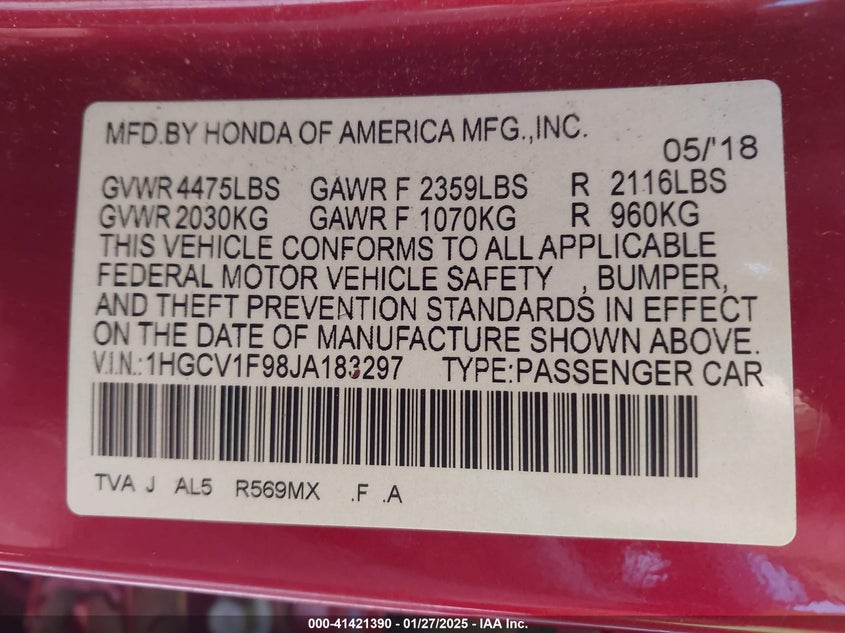 MFD.BY HONDA OF AMERICA MFG.,INC.
05/'18
GVWR 4475LBS GAWR F 2359LBS R 2116LBS
GVWR 2030KG GAWR F 1070KG R 960KG
THIS VEHICLE CONFORMS TO ALL APPLICABLE
FEDERAL MOTOR VEHICLE SAFETY , BUMPER,
AND THEFT PREVENTION STANDARDS IN EFFECT
ON THE DATE OF MANUFACTURE SHOWN ABOVE.
V.I.N.:1HGCV1F98JA183297 TYPE:PASSENGER CAR
TVA J AL5 R569MX .F .A
000-41421390 - 01/27/2025 - IAA Inc.